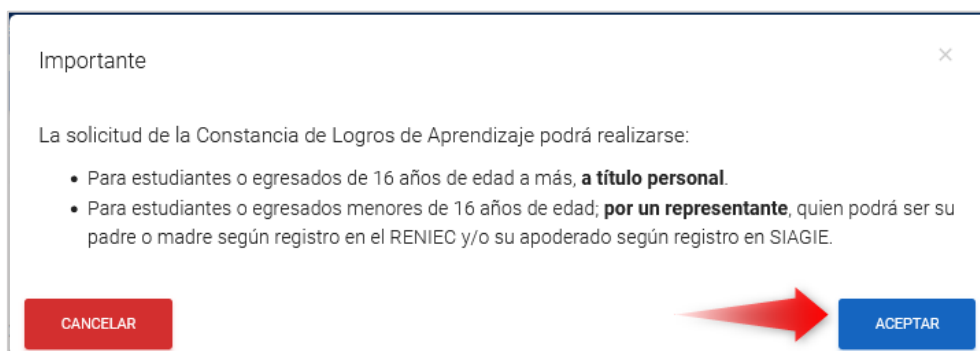 Importante
×
La solicitud de la Constancia de Logros de Aprendizaje podrá realizarse:
• Para estudiantes o egresados de 16 años de edad a más, a título personal.
• Para estudiantes o egresados menores de 16 años de edad; por un representante, quien podrá ser su
padre o madre según registro en el RENIEC y/o su apoderado según registro en SIAGIE.
CANCELAR
ACEPTAR